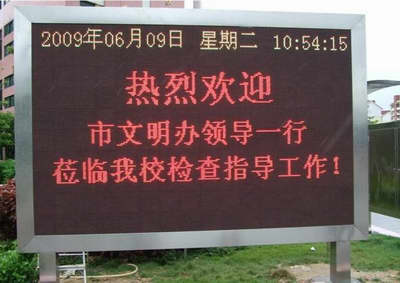 2009年06月09日 星期二 10:54:15
热烈欢迎
市文明办领导一行
莅临我校检查指导工作！